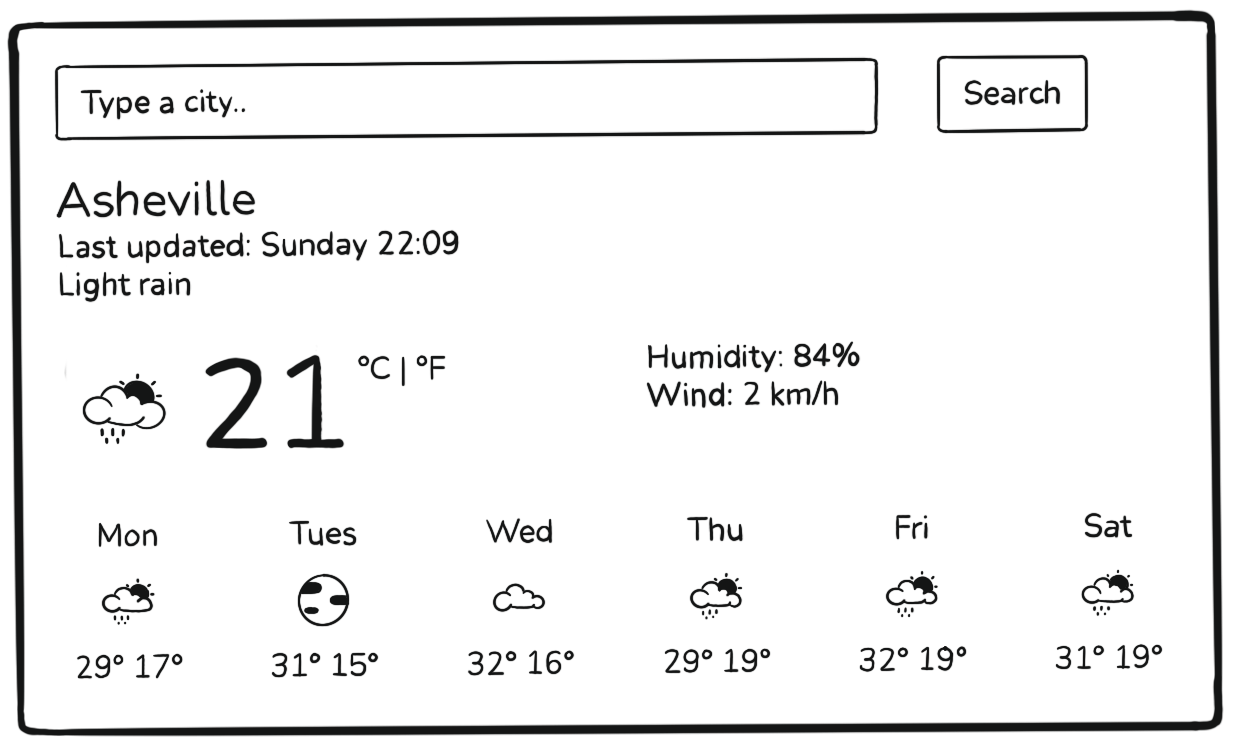 Type a city..
Search
Asheville
Last updated: Sunday 22:09
Light rain
21 °C | °F
Humidity: 84%
Wind: 2 km/h
Mon Tues Wed Thu Fri Sat
29° 17° 31° 15° 32° 16° 29° 19° 32° 19° 31° 19°